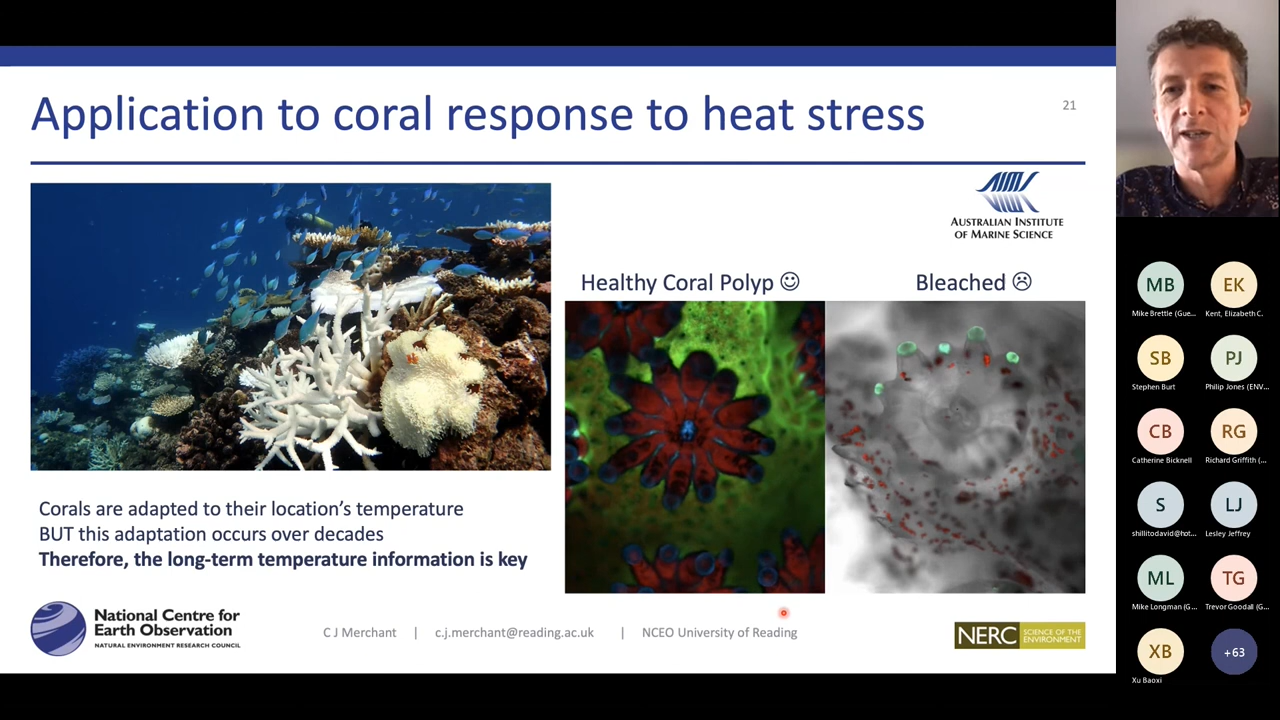 Application to coral response to heat stress
21
AIMS
AUSTRALIAN INSTITUTE
OF MARINE SCIENCE
Healthy Coral Polyp ☺
Bleached ☹
Corals are adapted to their location's temperature
BUT this adaptation occurs over decades
Therefore, the long-term temperature information is key
National Centre for
Earth Observation
NATURAL ENVIRONMENT RESEARCH COUNCIL
C J Merchant | c.j.merchant@reading.ac.uk | NCEO University of Reading
NERC SCIENCE OF THE
ENVIRONMENT
MB
Mike Brettle (Gue...
EK
Kent, Elizabeth C.
SB
Stephen Burt
PJ
Philip Jones (ENV...
CB
Catherine Bicknell
RG
Richard Griffith (...
S
shillitodavid@hot...
LJ
Lesley Jeffrey
ML
Mike Longman (G...
TG
Trevor Goodall (G...
XB
Xu Baoxi
+63